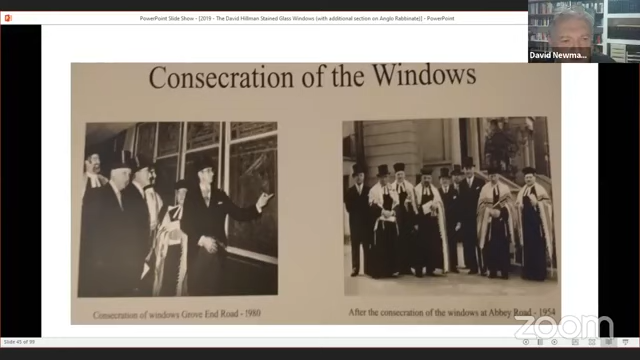 PowerPoint Slide Show - [2019 - The David Hillman Stained Glass Windows (with additional section on Anglo Rabbinate)] - PowerPoint
David Newma...
Consecration of the Windows
Consecration of windows Grove End Road - 1980
After the consecration of the windows at Abbey Road - 1954
Slide 45 of 99
zoom